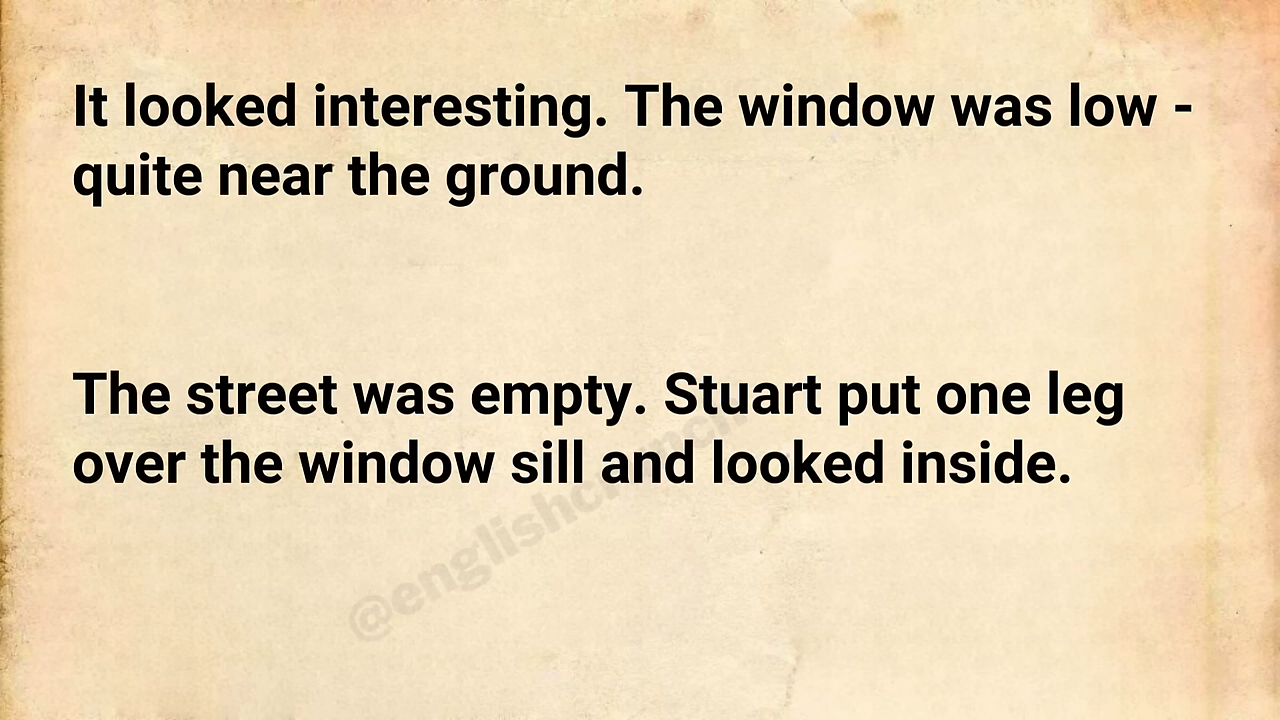 It looked interesting. The window was low -
quite near the ground.
The street was empty. Stuart put one leg
over the window sill and looked inside.